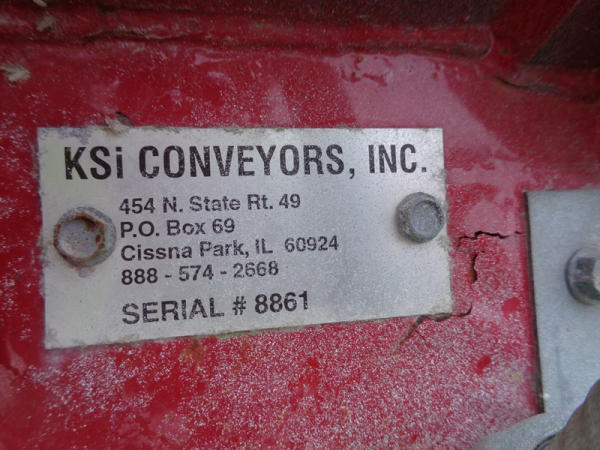 KSi CONVEYORS, INC.
454 N. State Rt. 49
P.O. Box 69
Cissna Park, IL 60924
888 - 574 - 2668
SERIAL # 8861